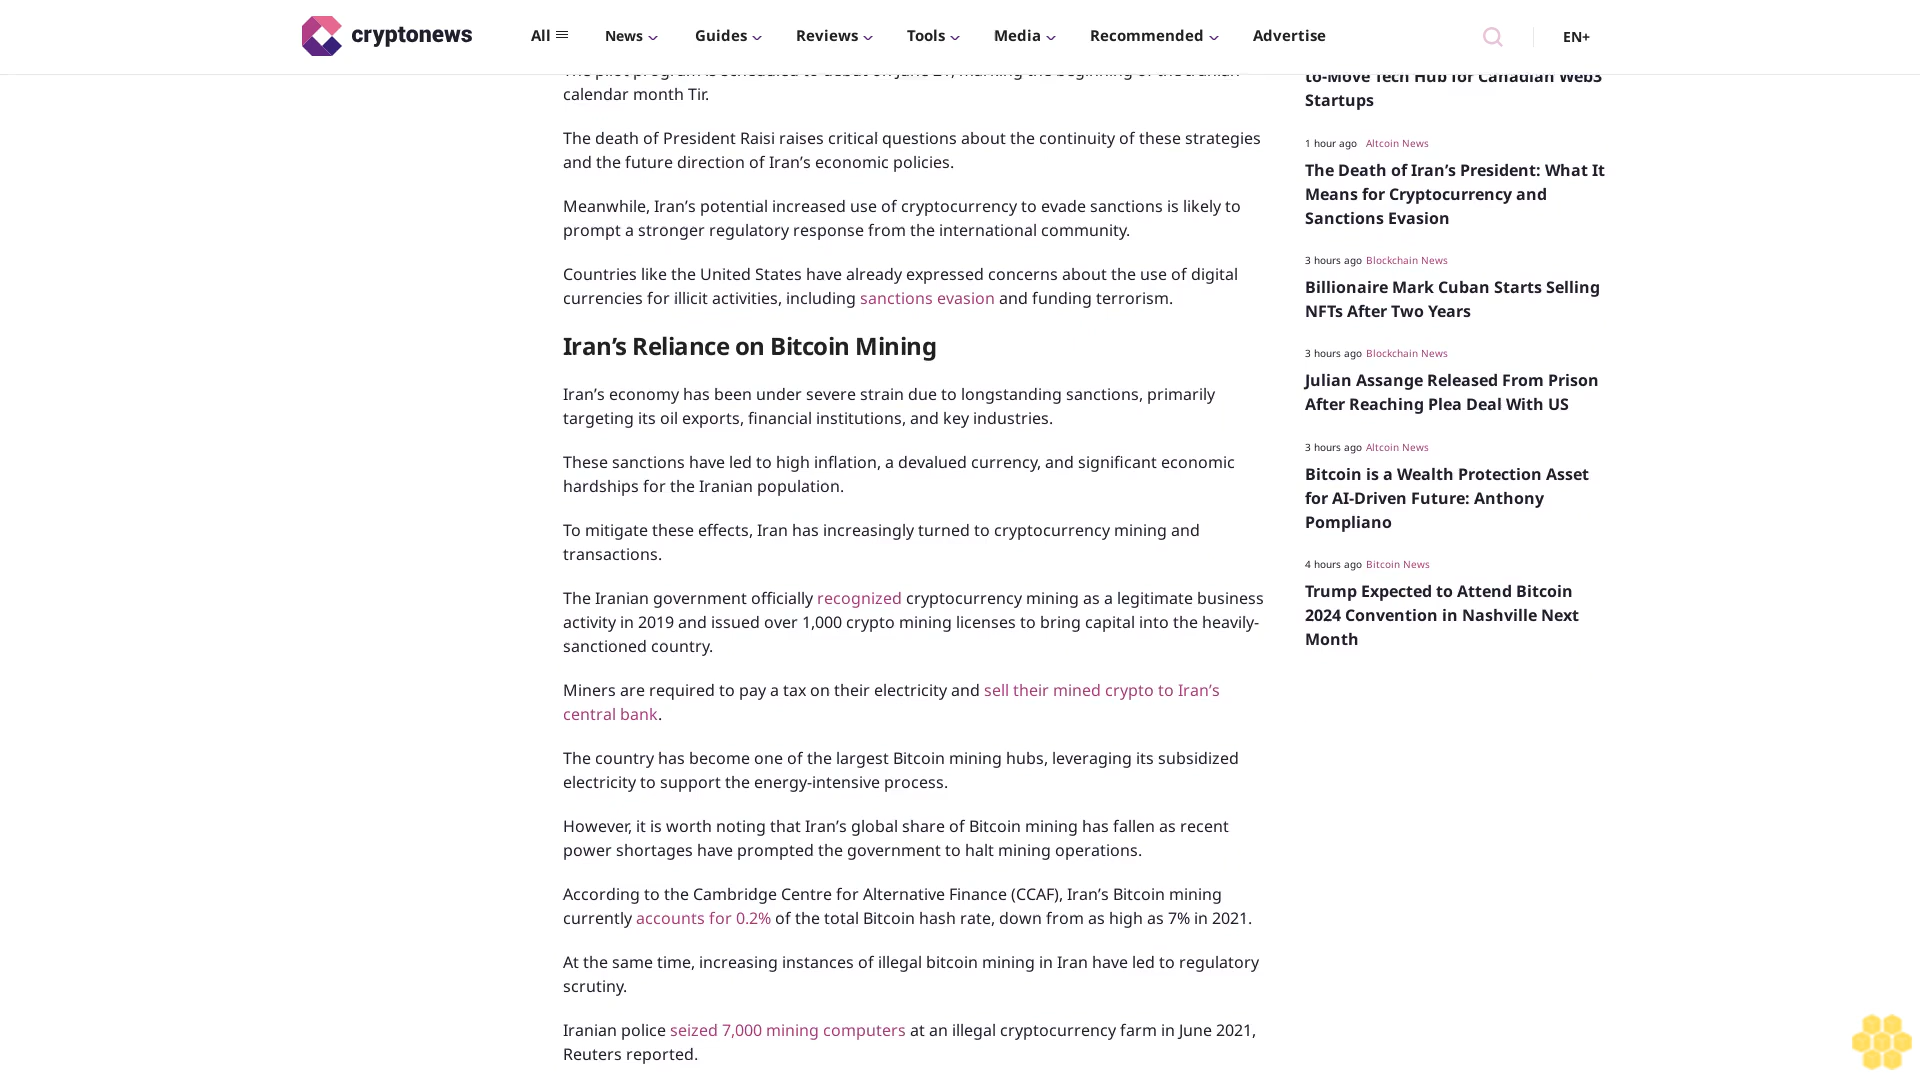 cryptonews
All
News
Guides
Reviews
Tools
Media
Recommended
Advertise
EN+
calendar month Tir.
The death of President Raisi raises critical questions about the continuity of these strategies
and the future direction of Iran’s economic policies.
Meanwhile, Iran’s potential increased use of cryptocurrency to evade sanctions is likely to
prompt a stronger regulatory response from the international community.
Countries like the United States have already expressed concerns about the use of digital
currencies for illicit activities, including sanctions evasion and funding terrorism.
Iran’s Reliance on Bitcoin Mining
Iran’s economy has been under severe strain due to longstanding sanctions, primarily
targeting its oil exports, financial institutions, and key industries.
These sanctions have led to high inflation, a devalued currency, and significant economic
hardships for the Iranian population.
To mitigate these effects, Iran has increasingly turned to cryptocurrency mining and
transactions.
The Iranian government officially recognized cryptocurrency mining as a legitimate business
activity in 2019 and issued over 1,000 crypto mining licenses to bring capital into the heavily-
sanctioned country.
Miners are required to pay a tax on their electricity and sell their mined crypto to Iran’s
central bank.
The country has become one of the largest Bitcoin mining hubs, leveraging its subsidized
electricity to support the energy-intensive process.
However, it is worth noting that Iran’s global share of Bitcoin mining has fallen as recent
power shortages have prompted the government to halt mining operations.
According to the Cambridge Centre for Alternative Finance (CCAF), Iran’s Bitcoin mining
currently accounts for 0.2% of the total Bitcoin hash rate, down from as high as 7% in 2021.
At the same time, increasing instances of illegal bitcoin mining in Iran have led to regulatory
scrutiny.
Iranian police seized 7,000 mining computers at an illegal cryptocurrency farm in June 2021,
Reuters reported.
to-Move Tech Hub for Canadian Web3
Startups
1 hour ago Altcoin News
The Death of Iran’s President: What It
Means for Cryptocurrency and
Sanctions Evasion
3 hours ago Blockchain News
Billionaire Mark Cuban Starts Selling
NFTs After Two Years
3 hours ago Blockchain News
Julian Assange Released From Prison
After Reaching Plea Deal With US
3 hours ago Altcoin News
Bitcoin is a Wealth Protection Asset
for AI-Driven Future: Anthony
Pompliano
4 hours ago Bitcoin News
Trump Expected to Attend Bitcoin
2024 Convention in Nashville Next
Month